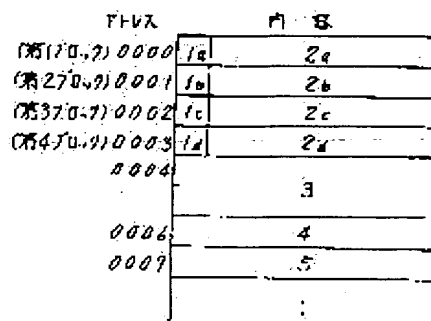 アドレス 内容
(第1ブロック) 0000 1a 2a
(第2ブロック) 0001 1b 2b
(第3ブロック) 0002 1c 2c
(第4ブロック) 0003 1d 2d
0004
3
0006 4
0009 5
⋮